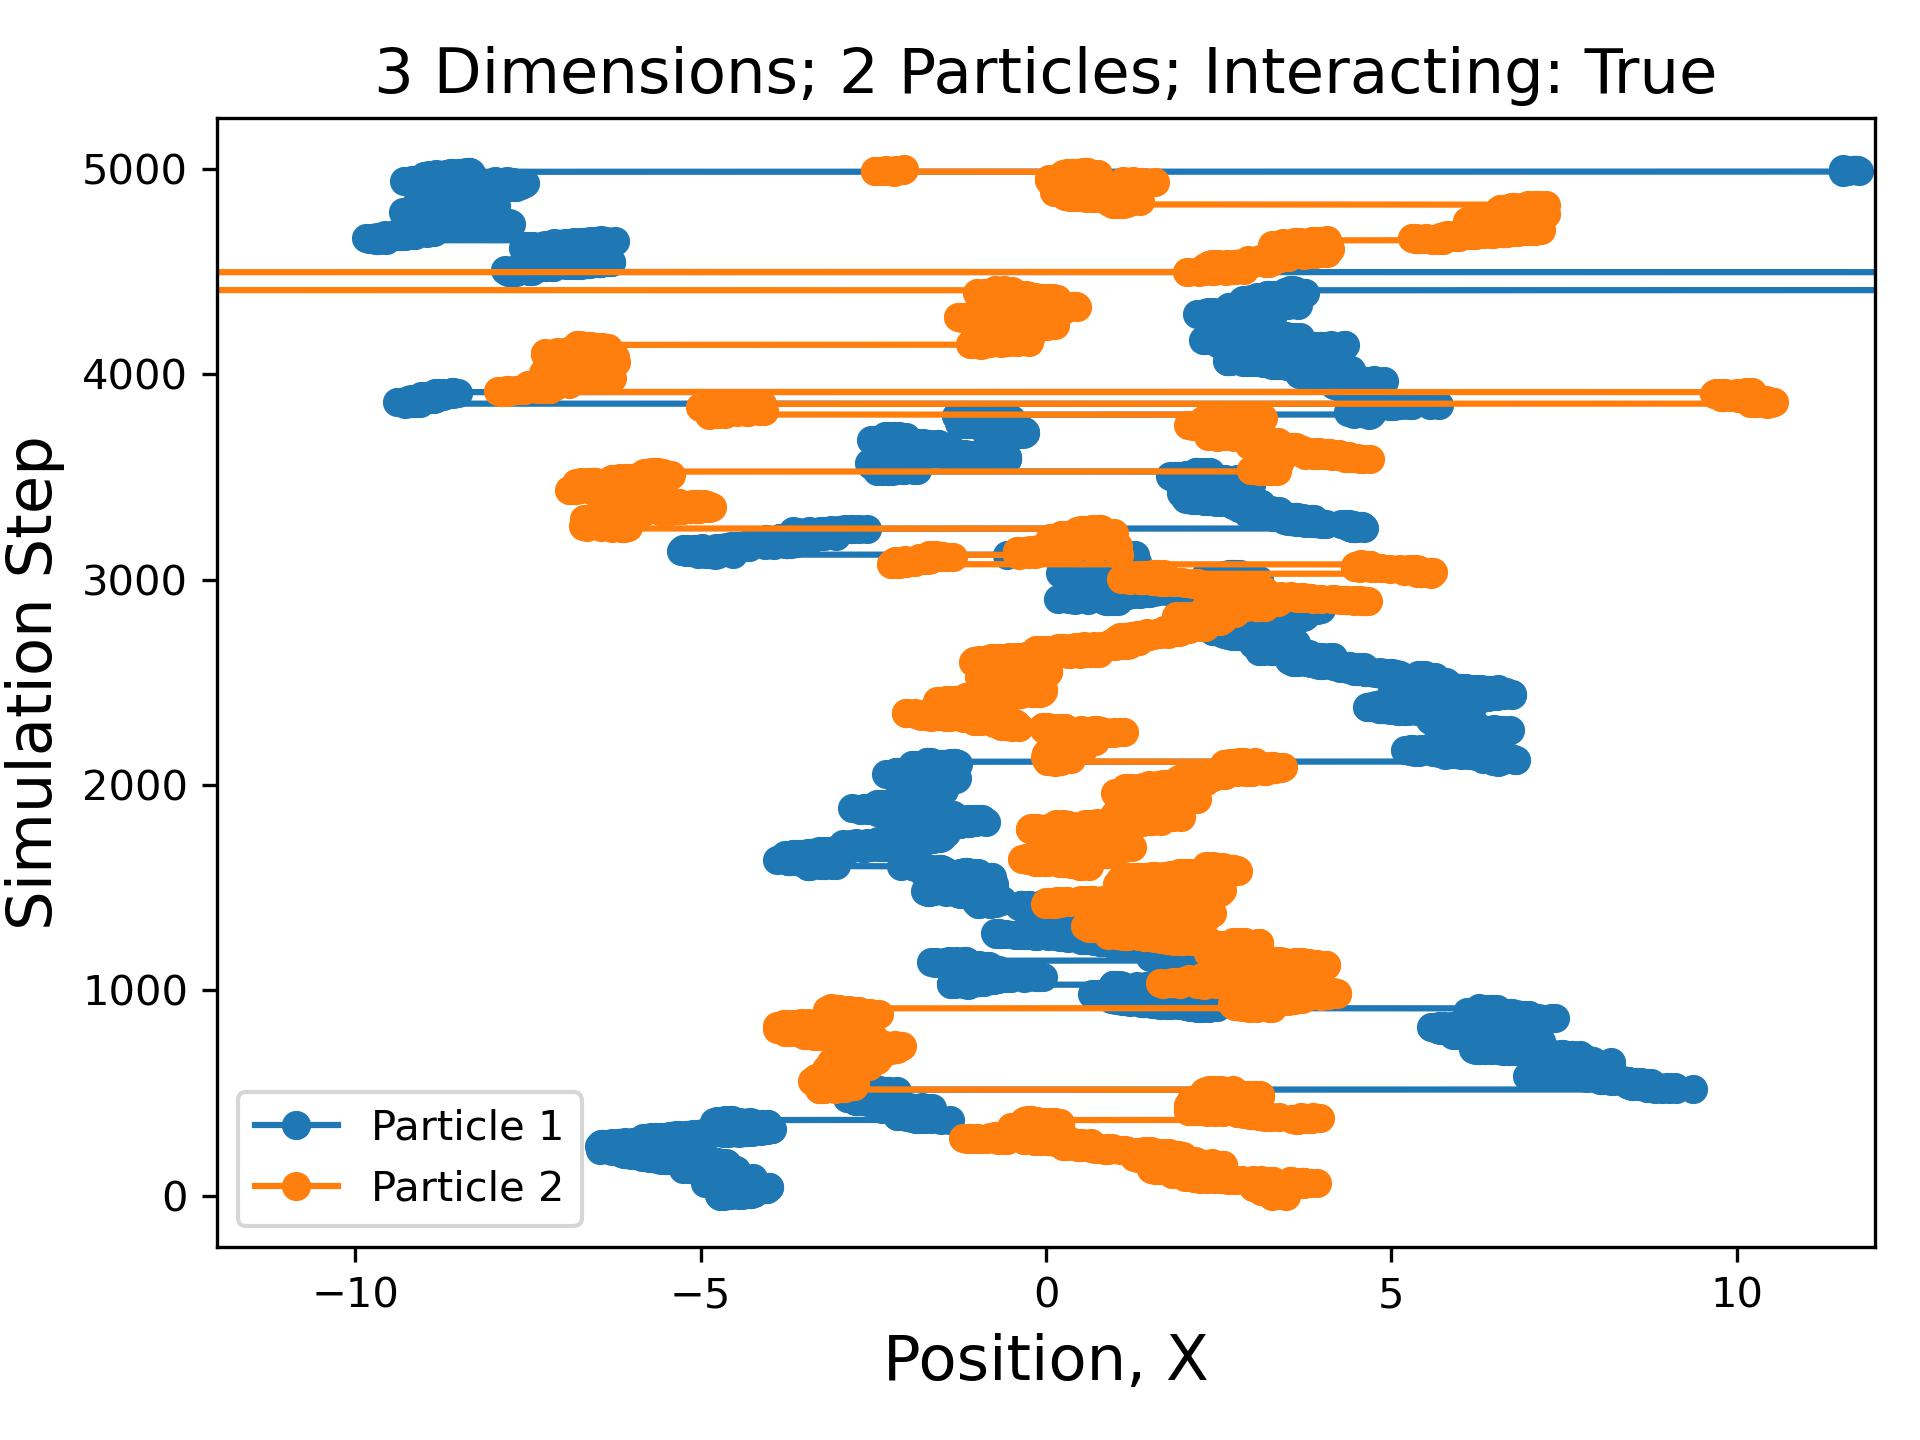 3 Dimensions; 2 Particles; Interacting: True
Simulation Step
5000
4000
3000
2000
1000
0
Particle 1
Particle 2
−10
−5
0
5
10
Position, X